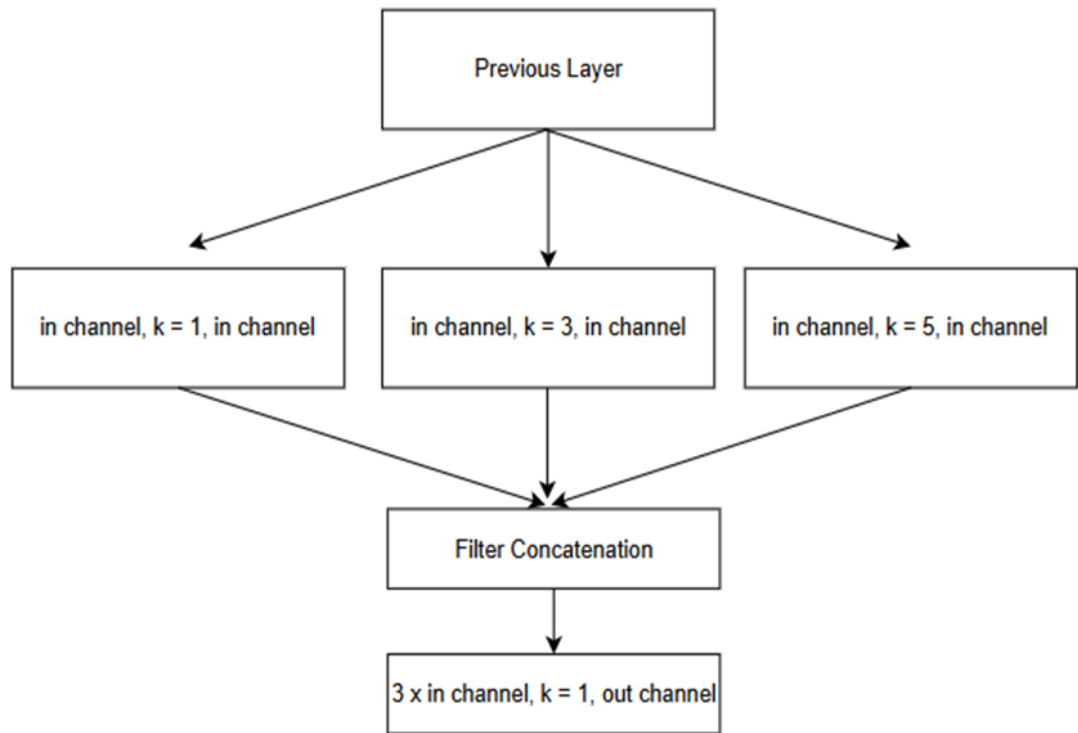 Previous Layer
in channel, k = 1, in channel
in channel, k = 3, in channel
in channel, k = 5, in channel
Filter Concatenation
3 x in channel, k = 1, out channel